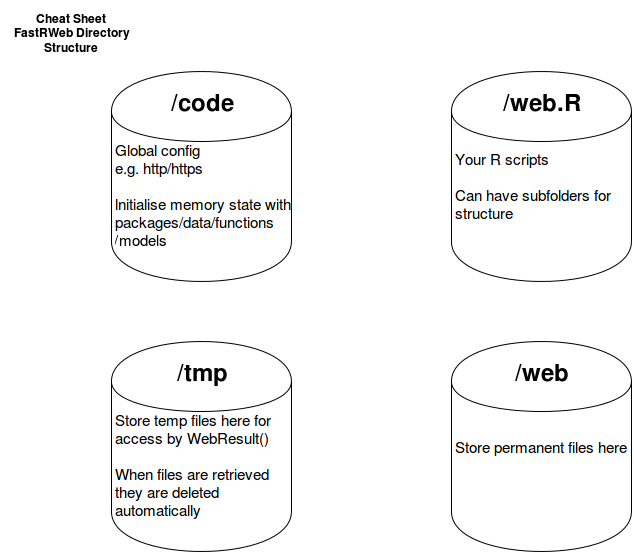 Cheat Sheet
FastRWeb Directory
Structure
/code
Global config
e.g. http/https
Initialise memory state with
packages/data/functions
/models
/web.R
Your R scripts
Can have subfolders for
structure
/tmp
Store temp files here for
access by WebResult()
When files are retrieved
they are deleted
automatically
/web
Store permanent files here